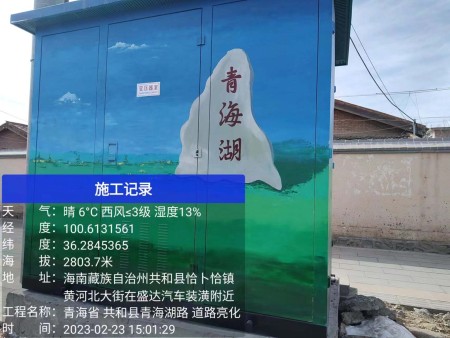 青海湖
施工记录
天 气：晴 6°C 西风≤3级 湿度13%
经 度：100.6131561
纬 度：36.2845365
海 拔：2803.7米
地 址：海南藏族自治州共和县恰卜恰镇
黄河北大街在盛达汽车装潢附近
工程名称：青海省 共和县青海湖路 道路亮化
时 间：2023-02-23 15:01:29